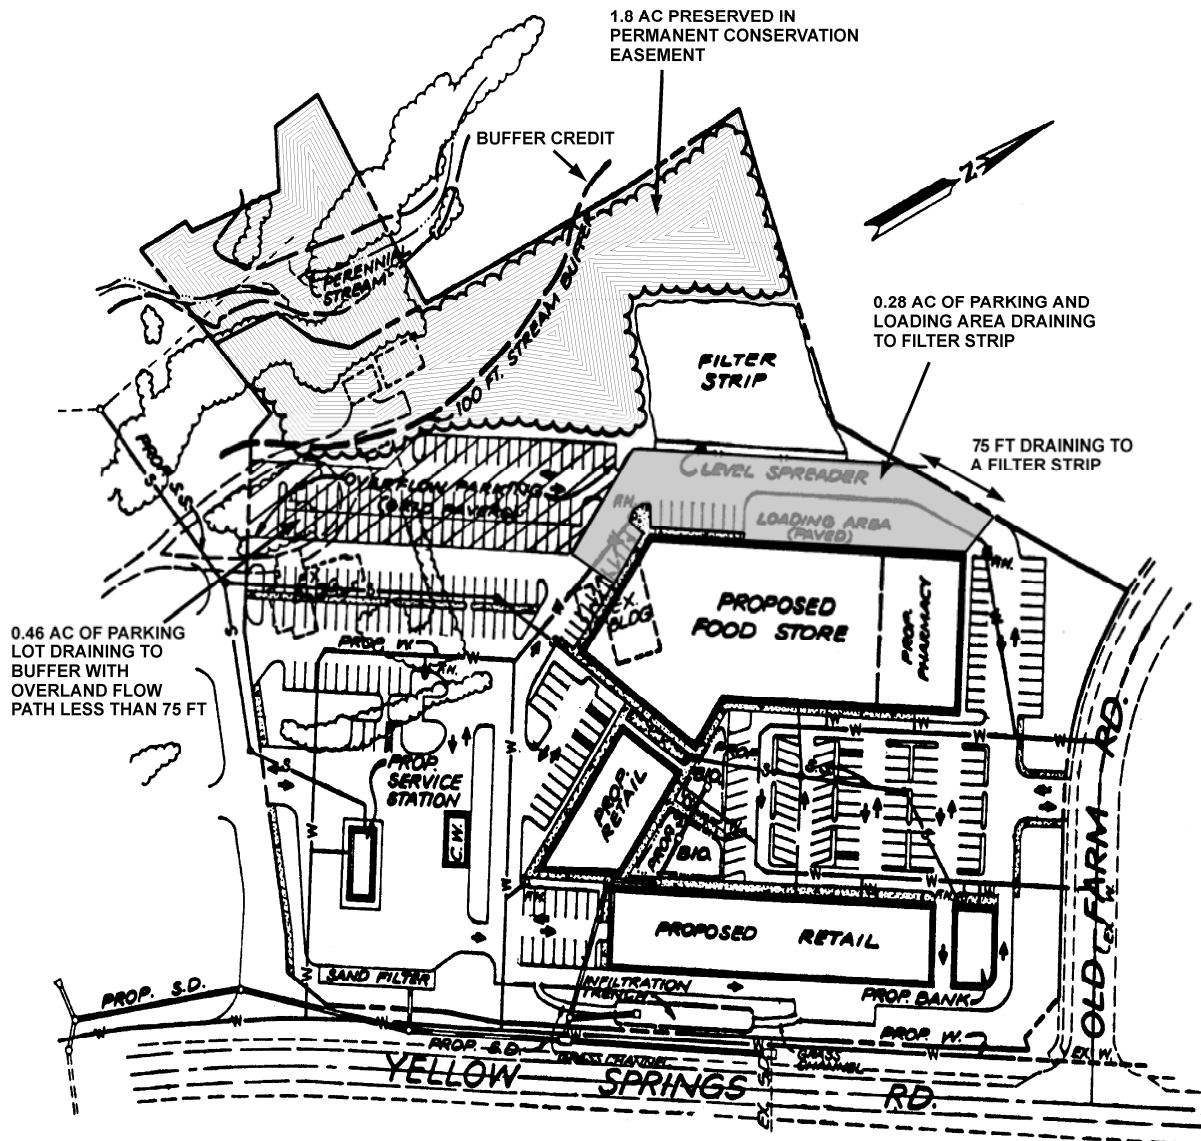 1.8 AC PRESERVED IN
PERMANENT CONSERVATION
EASEMENT
BUFFER CREDIT
N
PERENNIAL
STREAM
100 FT. STREAM BUFFER
0.28 AC OF PARKING AND
LOADING AREA DRAINING
TO FILTER STRIP
FILTER
STRIP
75 FT DRAINING TO
A FILTER STRIP
PROP. S.S.
LEVEL SPREADER
OVERFLOW PARKING
LOADING AREA
(PAVED)
EX.
BLDG
PROPOSED
FOOD STORE
PROP.
PHARMACY
0.46 AC OF PARKING
LOT DRAINING TO
BUFFER WITH
OVERLAND FLOW
PATH LESS THAN 75 FT
PROP. W.
PROP.
SERVICE
STATION
C.W.
PROP.
RETAIL
PROP.
BIO.
PROP.
BIO.
OLD FARM RD.
EX. W.
PROPOSED RETAIL
PROP. BANK
SAND FILTER
INFILTRATION
TRENCH
PROP. S.D.
PROP. W.
PROP. S.D.
GRASS CHANNEL
GRASS
CHANNEL
EX. W.
YELLOW SPRINGS RD.